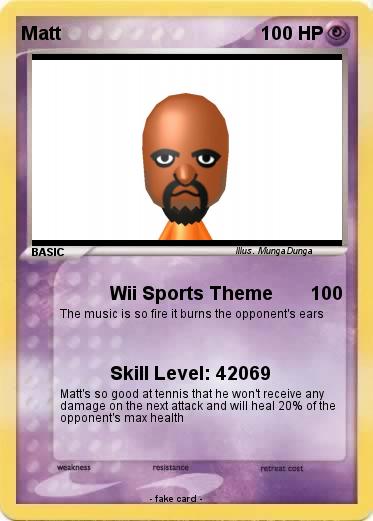 Matt 100 HP
BASIC Illus. MungaDunga
Wii Sports Theme 100
The music is so fire it burns the opponent's ears
Skill Level: 42069
Matt's so good at tennis that he won't receive any
damage on the next attack and will heal 20% of the
opponent's max health
weakness resistance retreat cost
- fake card -